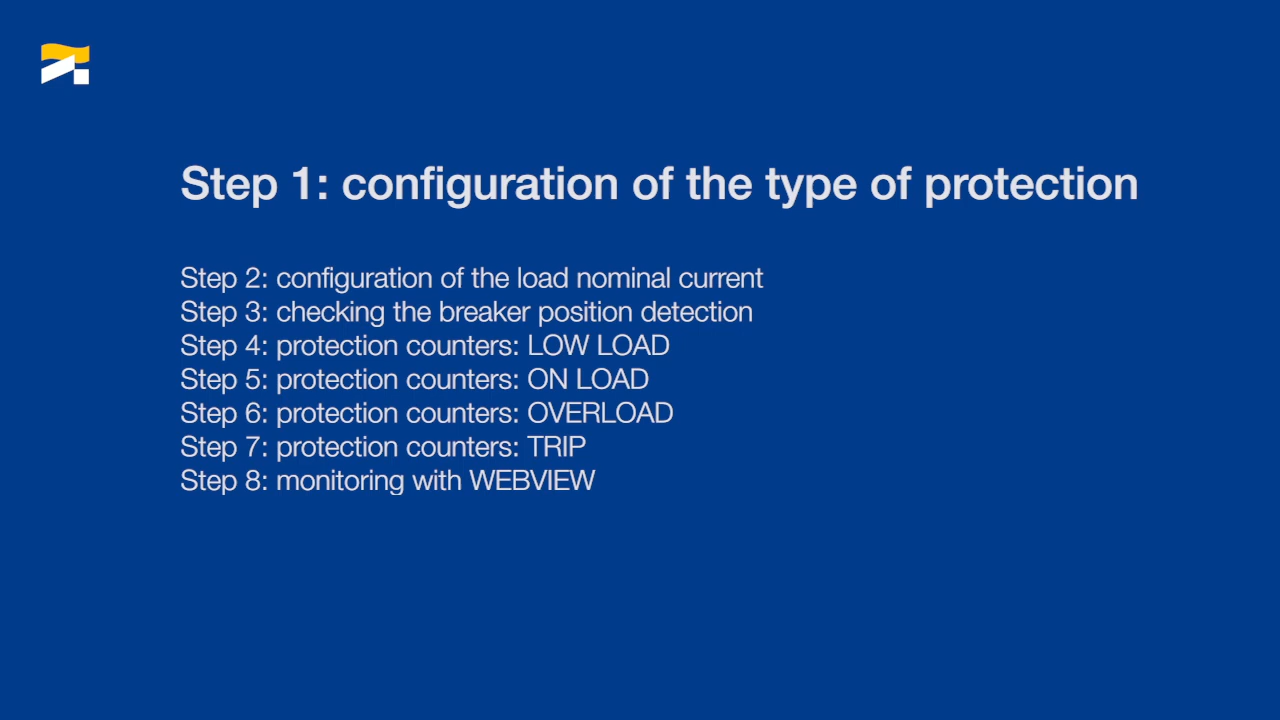 Step 1: configuration of the type of protection
Step 2: configuration of the load nominal current
Step 3: checking the breaker position detection
Step 4: protection counters: LOW LOAD
Step 5: protection counters: ON LOAD
Step 6: protection counters: OVERLOAD
Step 7: protection counters: TRIP
Step 8: monitoring with WEBVIEW